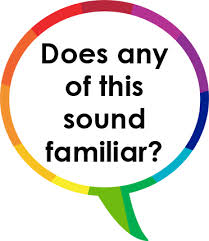 Does any
of this
sound
familiar?